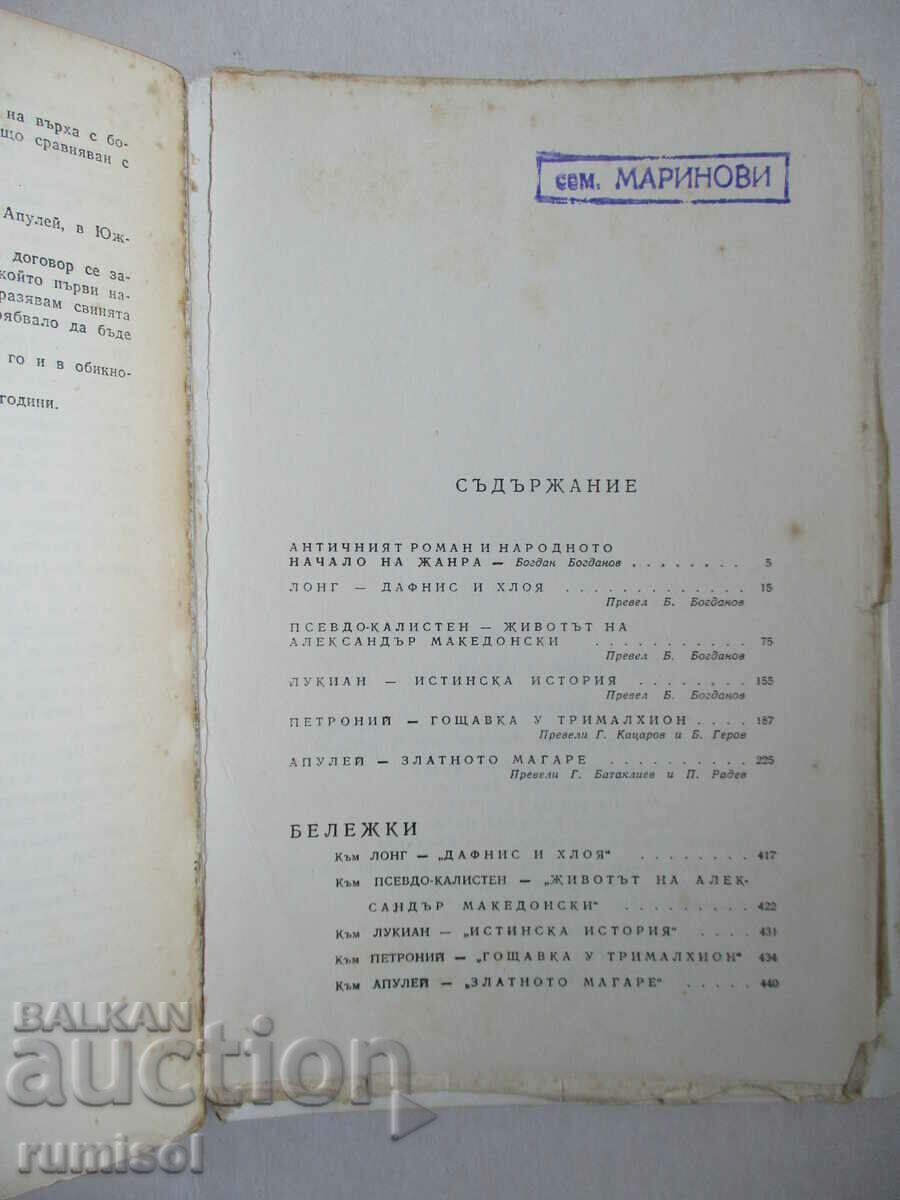 на върха с бо-
що сравняван с
Апулей, в Юж-
договор се за-
който първи на-
разявам свинята
рябвало да бъде
го и в обикно-
години.
сем. МАРИНОВИ
СЪДЪРЖАНИЕ
АНТИЧНИЯТ РОМАН И НАРОДНОТО
НАЧАЛО НА ЖАНРА — Богдан Богданов . . . . . . . . 5
ЛОНГ — ДАФНИС И ХЛОЯ . . . . . . . . . . . . 15
Превел Б. Богданов
ПСЕВДО-КАЛИСТЕН — ЖИВОТЪТ НА
АЛЕКСАНДЪР МАКЕДОНСКИ . . . . . . . . . . . 75
Превел Б. Богданов
ЛУКИАН — ИСТИНСКА ИСТОРИЯ . . . . . . . . 155
Превел Б. Богданов
ПЕТРОНИЙ — ГОЩАВКА У ТРИМАЛХИОН . . . . 187
Превели Г. Кацаров и Б. Геров
АПУЛЕЙ — ЗЛАТНОТО МАГАРЕ . . . . . . . . . . 225
Превели Г. Батаклиев и П. Радев
БЕЛЕЖКИ
Към ЛОНГ — „ДАФНИС И ХЛОЯ“ . . . . . . . . 417
Към ПСЕВДО-КАЛИСТЕН — „ЖИВОТЪТ НА АЛЕК-
САНДЪР МАКЕДОНСКИ“ . . . . . . . . . 422
Към ЛУКИАН — „ИСТИНСКА ИСТОРИЯ“ . . . . 431
Към ПЕТРОНИЙ — „ГОЩАВКА У ТРИМАЛХИОН“ 434
Към АПУЛЕЙ — „ЗЛАТНОТО МАГАРЕ“ . . . . . 440
BALKAN
auction
rumisol